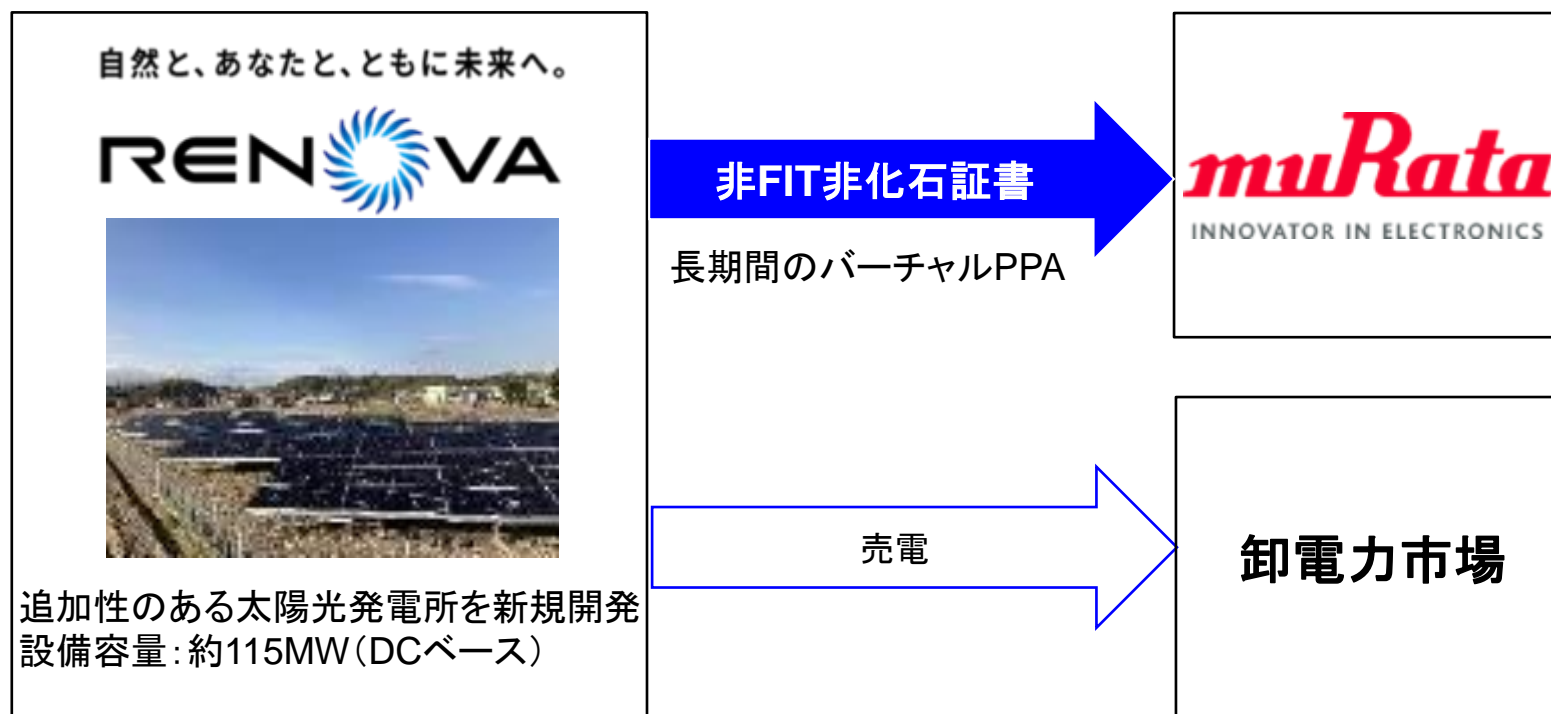 自然と、あなたと、ともに未来へ。
RENOVA
追加性のある太陽光発電所を新規開発
設備容量:約115MW(DCベース)
非FIT非化石証書
長期間のバーチャルPPA
売電
muRata
INNOVATOR IN ELECTRONICS
卸電力市場